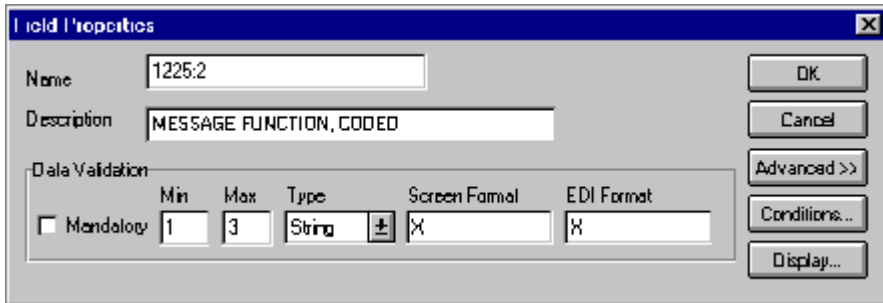 Field Properties
Name 1225:2
Description MESSAGE FUNCTION, CODED
Data Validation
Min Max Type Screen Format EDI Format
Mandatory 1 3 String X X
OK
Cancel
Advanced >>
Conditions...
Display...